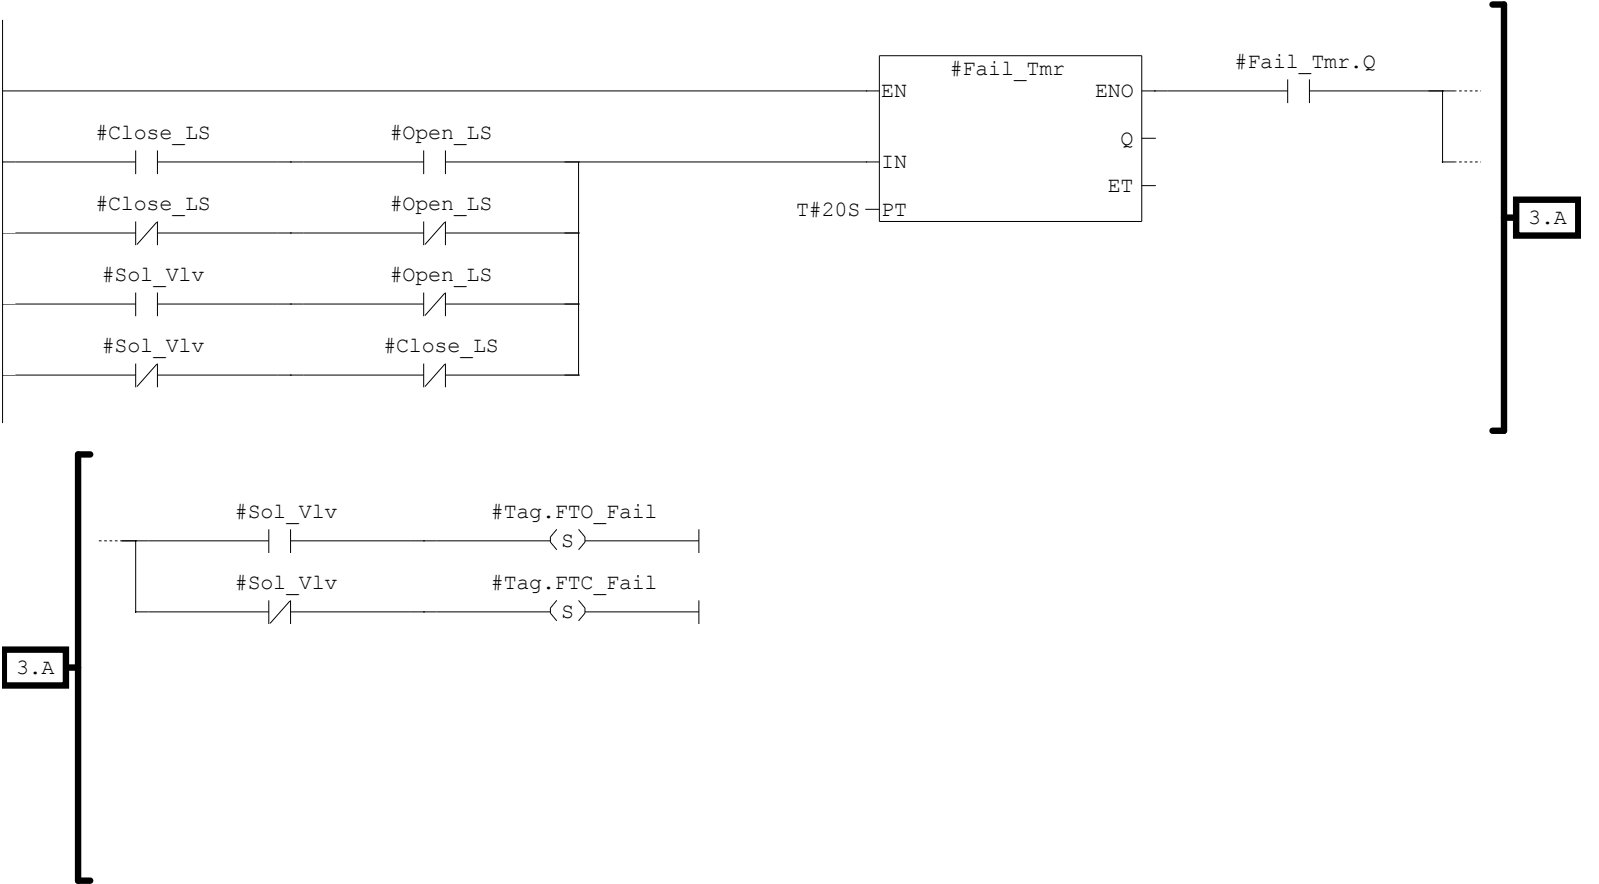 #Fail_Tmr #Fail_Tmr.Q
EN ENO
#Close_LS #Open_LS
Q
IN
ET
#Close_LS #Open_LS
T#20S PT
3.A
#Sol_Vlv #Open_LS
#Sol_Vlv #Close_LS
#Sol_Vlv #Tag.FTO_Fail
S
#Sol_Vlv #Tag.FTC_Fail
S
3.A